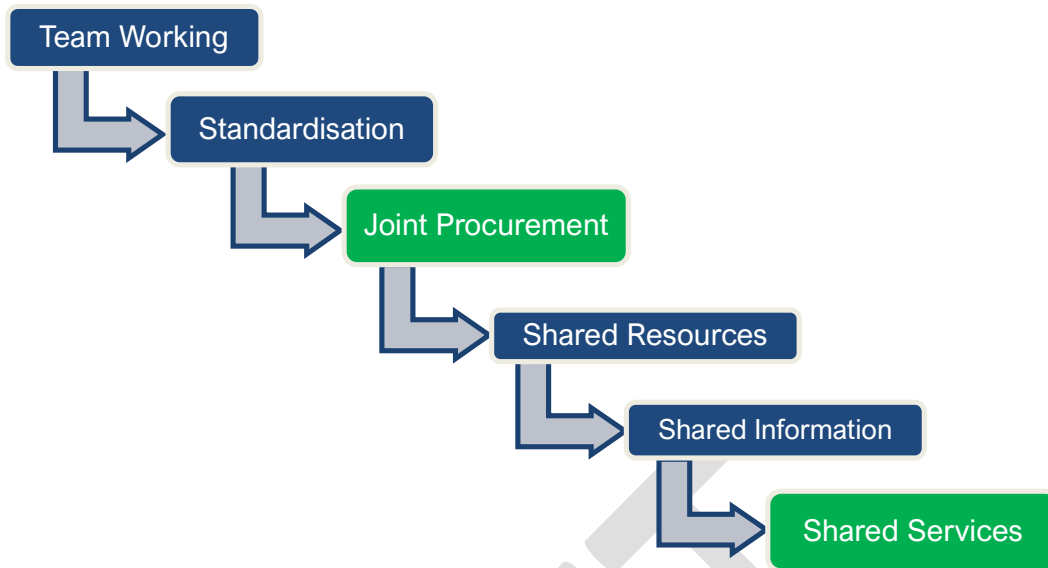 Team Working
Standardisation
Joint Procurement
Shared Resources
Shared Information
Shared Services